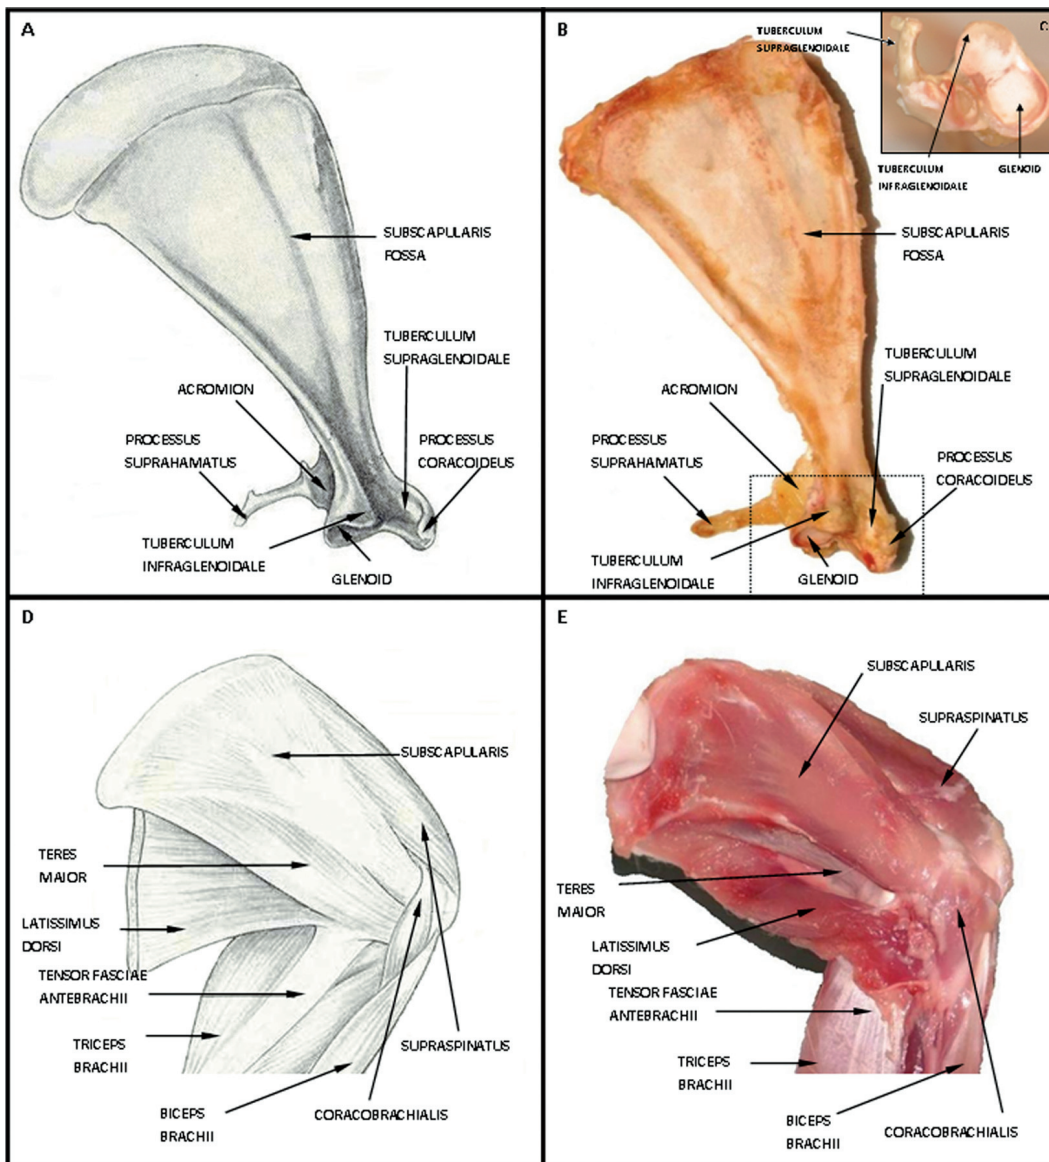 A
SUBSCAPULARIS
FOSSA
TUBERCULUM
SUPRAGLENOIDALE
ACROMION
PROCESSUS
SUPRAHAMATUS
PROCESSUS
CORACOIDEUS
TUBERCULUM
INFRAGLENOIDALE
GLENOID
B
TUBERCULUM
SUPRAGLENOIDALE
C
TUBERCULUM
INFRAGLENOIDALE
GLENOID
SUBSCAPULARIS
FOSSA
TUBERCULUM
SUPRAGLENOIDALE
ACROMION
PROCESSUS
SUPRAHAMATUS
PROCESSUS
CORACOIDEUS
TUBERCULUM
INFRAGLENOIDALE
GLENOID
D
SUBSCAPULARIS
TERES
MAIOR
LATISSIMUS
DORSI
TENSOR FASCIAE
ANTEBRACHII
TRICEPS
BRACHII
SUPRASPINATUS
BICEPS
BRACHII
CORACOBRACHIALIS
E
SUBSCAPULARIS
SUPRASPINATUS
TERES
MAIOR
LATISSIMUS
DORSI
TENSOR FASCIAE
ANTEBRACHII
TRICEPS
BRACHII
BICEPS
BRACHII
CORACOBRACHIALIS